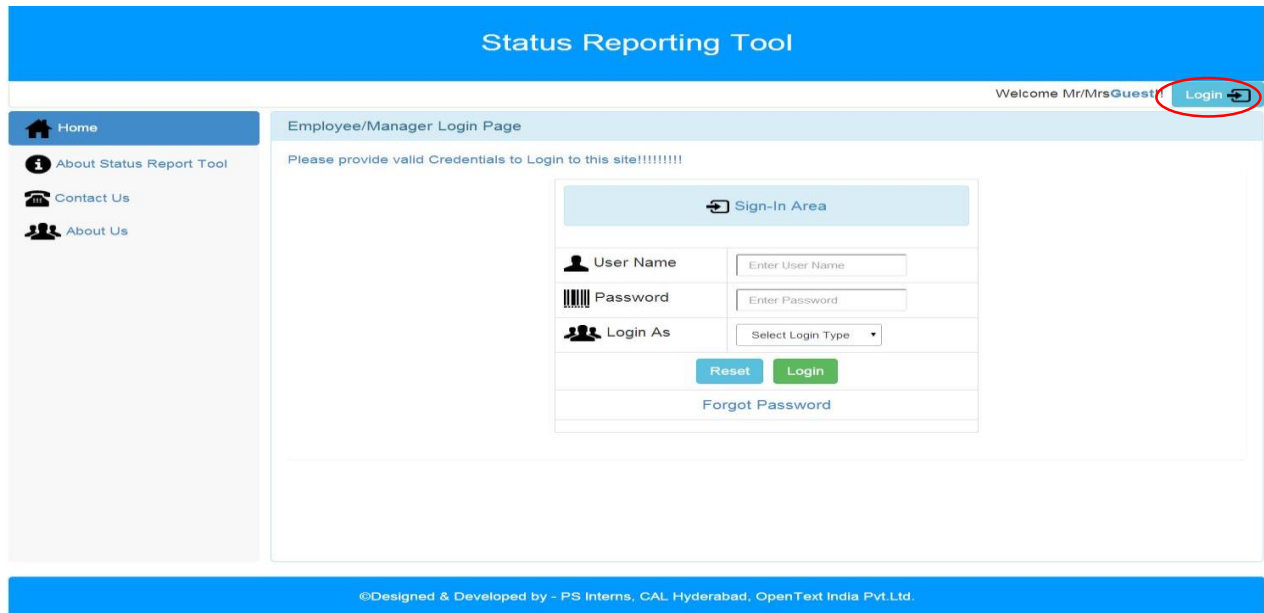 Status Reporting Tool
Welcome Mr/MrsGuest!! Login
Home
Employee/Manager Login Page
About Status Report Tool
Please provide valid Credentials to Login to this site!!!!!!!!!
Contact Us
About Us
Sign-In Area
User Name Enter User Name
Password Enter Password
Login As Select Login Type
Reset Login
Forgot Password
©Designed & Developed by - PS Interns, CAL Hyderabad, OpenText India Pvt.Ltd.